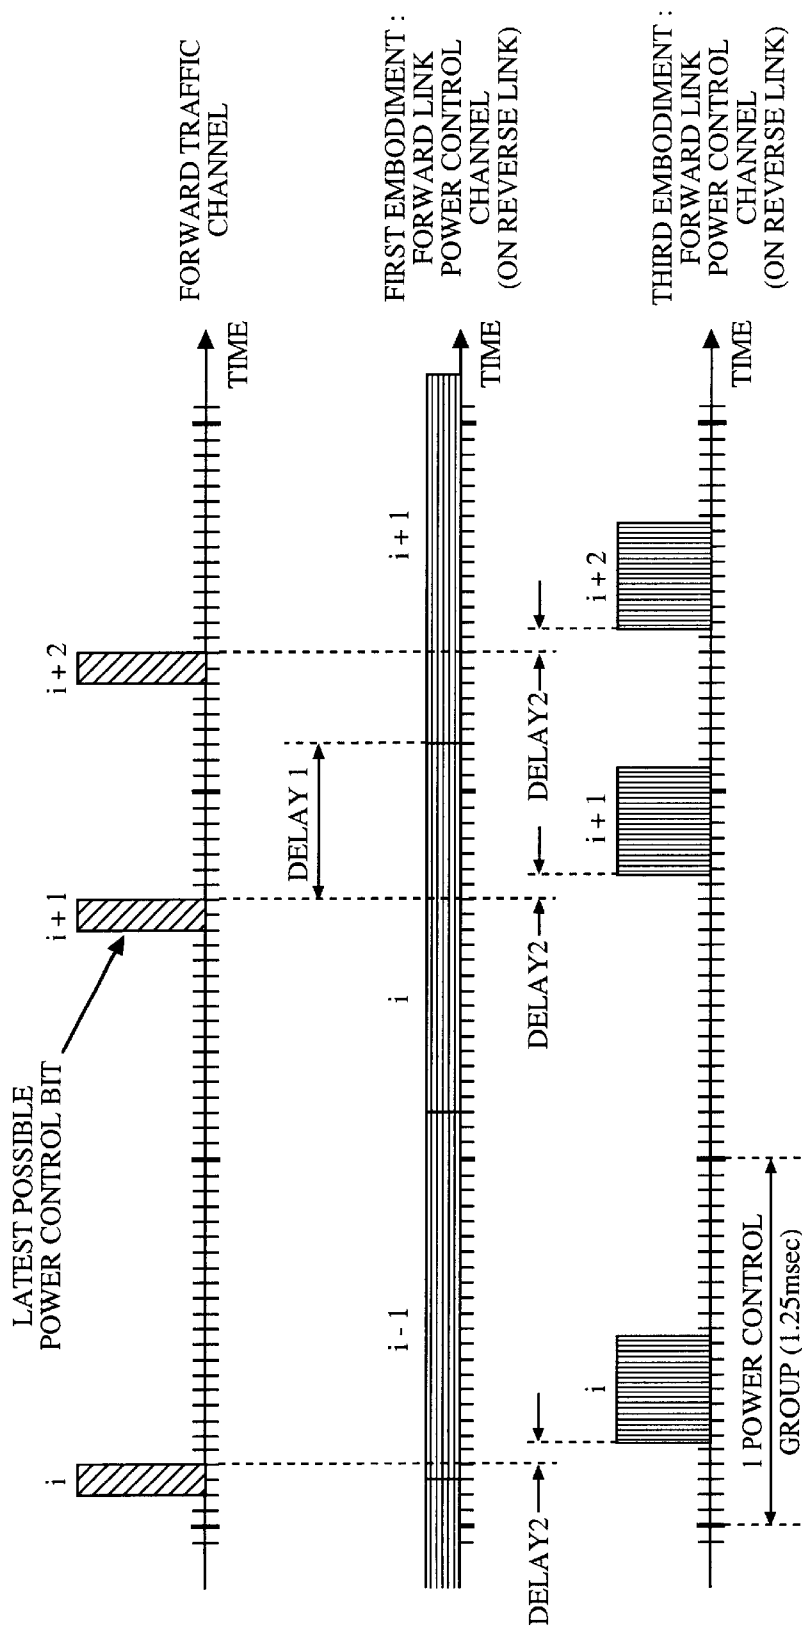 i
i + 1
i + 2
LATEST POSSIBLE
POWER CONTROL BIT
TIME
FORWARD TRAFFIC
CHANNEL
DELAY 1
i - 1
i
i + 1
TIME
FIRST EMBODIMENT :
FORWARD LINK
POWER CONTROL
CHANNEL
(ON REVERSE LINK)
DELAY2
DELAY2
DELAY2
i
i + 1
i + 2
TIME
THIRD EMBODIMENT :
FORWARD LINK
POWER CONTROL
CHANNEL
(ON REVERSE LINK)
1 POWER CONTROL
GROUP (1.25msec)